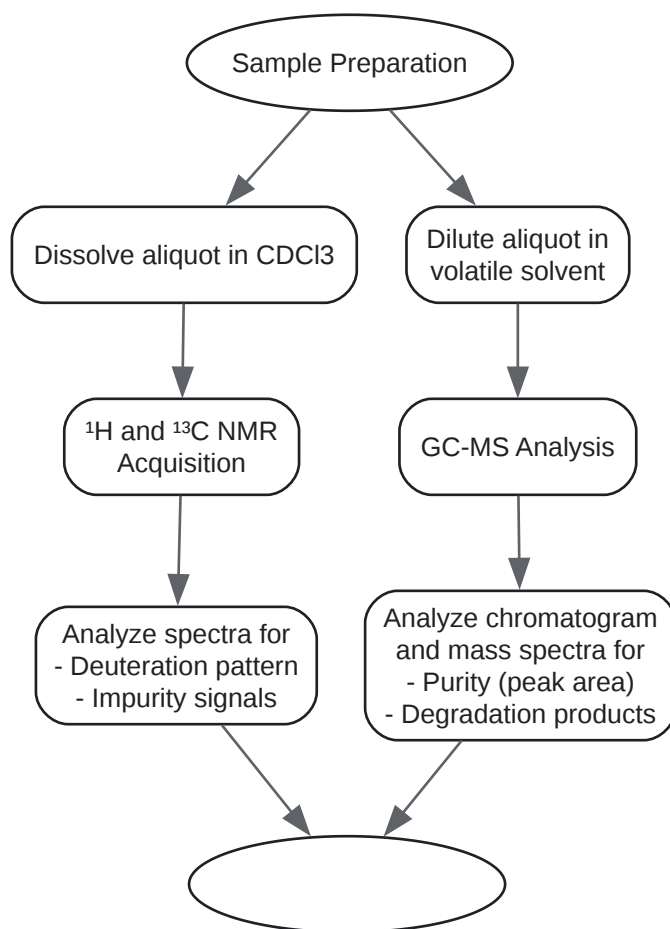 Sample Preparation
Dissolve aliquot in CDCl3
Dilute aliquot in
volatile solvent
¹H and ¹³C NMR
Acquisition
GC-MS Analysis
Analyze spectra for
- Deuteration pattern
- Impurity signals
Analyze chromatogram
and mass spectra for
- Purity (peak area)
- Degradation products